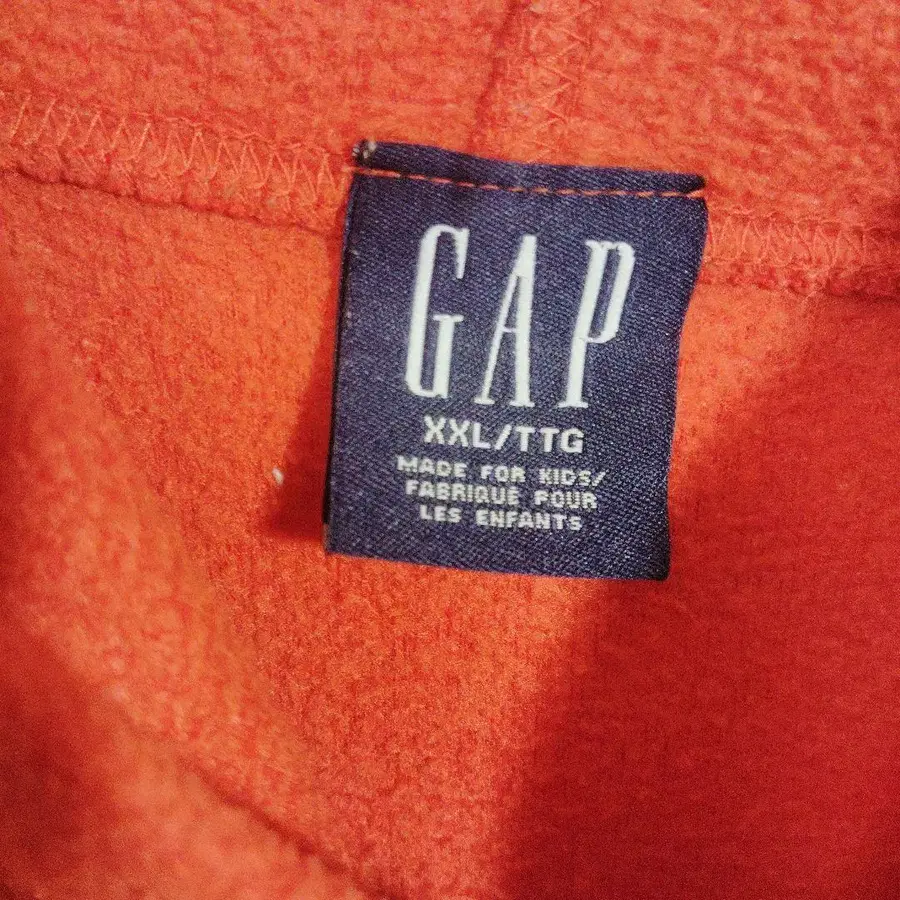 GAP
XXL/TTG
MADE FOR KIDS/
FABRIQUÉ POUR
LES ENFANTS